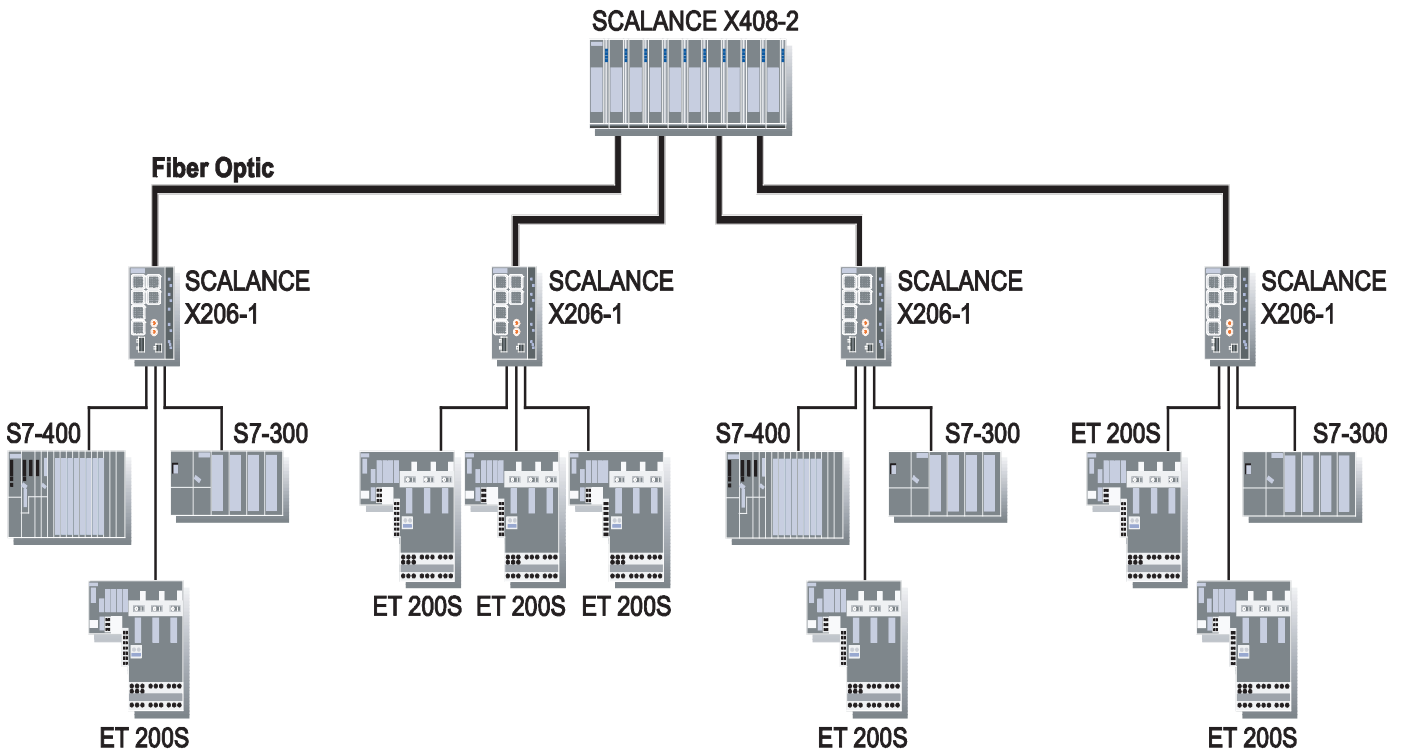 SCALANCE X408-2
Fiber Optic
SCALANCE
X206-1
SCALANCE
X206-1
SCALANCE
X206-1
SCALANCE
X206-1
S7-400
S7-300
S7-400
S7-300
ET 200S
S7-300
ET 200S
ET 200S
ET 200S
ET 200S
ET 200S
ET 200S